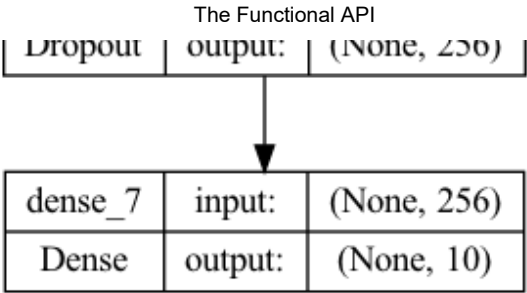 The Functional API
Dropout output: (None, 256)
dense_7 input: (None, 256)
Dense output: (None, 10)